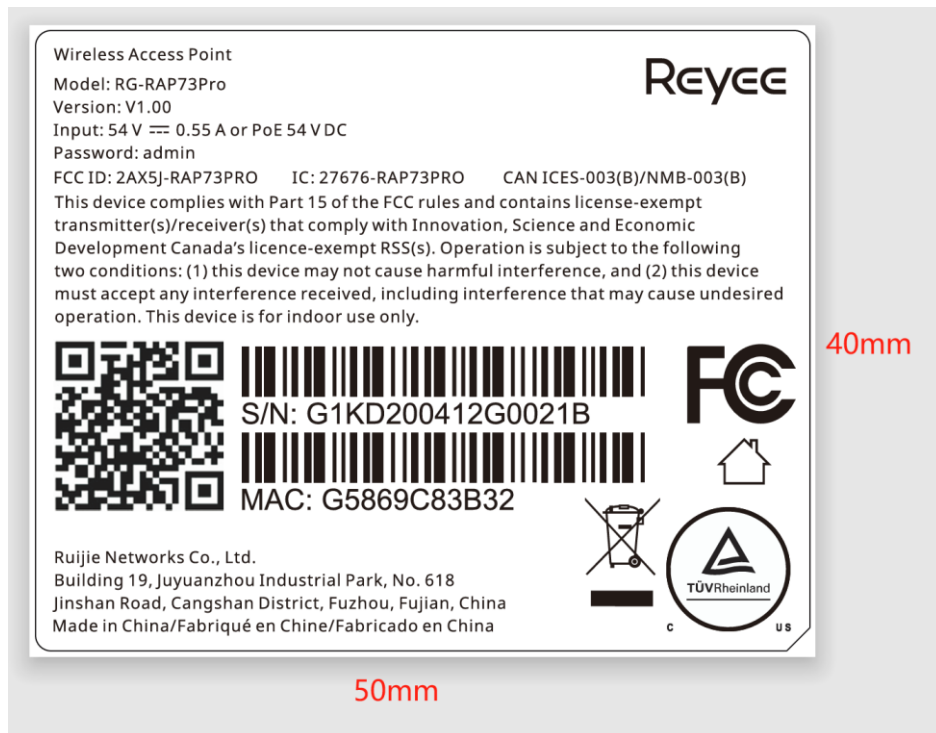 Wireless Access Point
Reyee
Model: RG-RAP73Pro
Version: V1.00
Input: 54 V ⎓ 0.55 A or PoE 54 V DC
Password: admin
FCC ID: 2AX5J-RAP73PRO IC: 27676-RAP73PRO CAN ICES-003(B)/NMB-003(B)
This device complies with Part 15 of the FCC rules and contains license-exempt
transmitter(s)/receiver(s) that comply with Innovation, Science and Economic
Development Canada’s licence-exempt RSS(s). Operation is subject to the following
two conditions: (1) this device may not cause harmful interference, and (2) this device
must accept any interference received, including interference that may cause undesired
operation. This device is for indoor use only.
40mm
FC
S/N: G1KD200412G0021B
MAC: G5869C83B32
TÜVRheinland
C US
Ruijie Networks Co., Ltd.
Building 19, Juyuanzhou Industrial Park, No. 618
Jinshan Road, Cangshan District, Fuzhou, Fujian, China
Made in China/Fabriqué en Chine/Fabricado en China
50mm